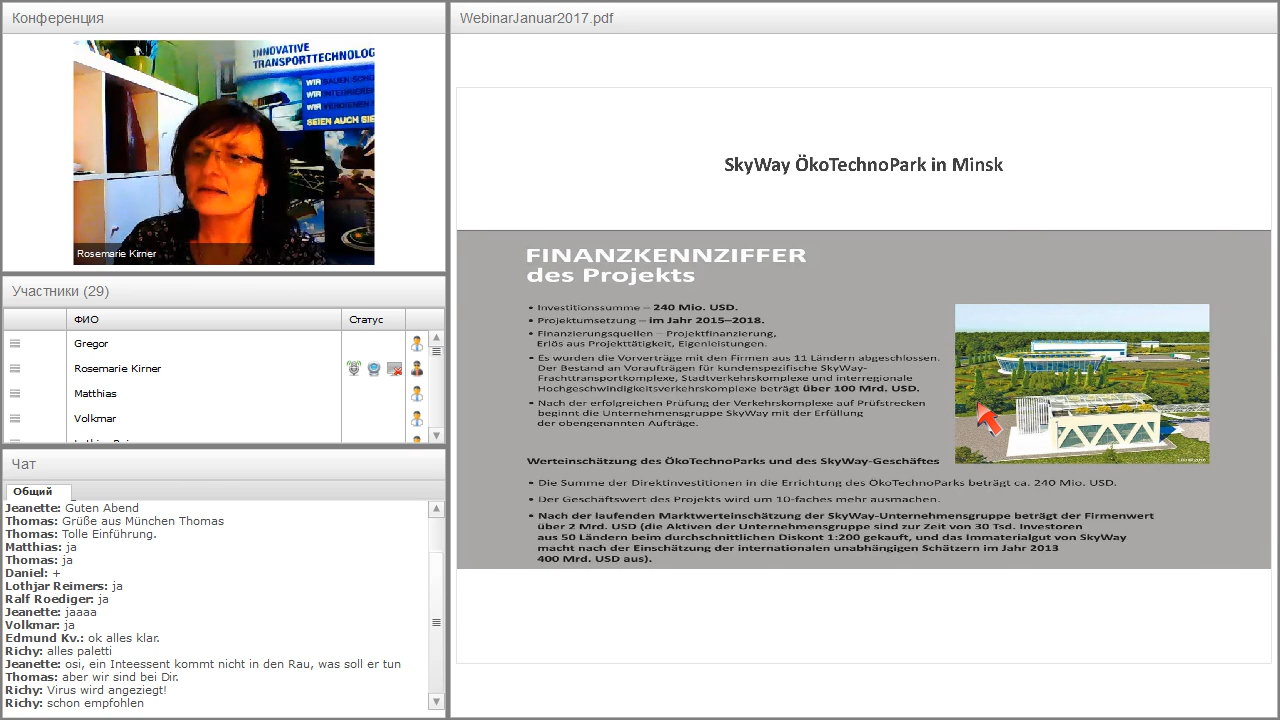 Конференция
INNOVATIVE
TRANSPORTTECHNOLOG
WIR BAUEN SCHO
WIR
WIR VERDIENEN
SEIEN AUCH SIE
Rosemarie Kirner
Участники (29)
ФИО
Статус
Gregor
Rosemarie Kirner
Matthias
Volkmar
Чат
Общий
Jeanette: Guten Abend
Thomas: Grüße aus München Thomas
Thomas: Tolle Einführung.
Matthias: ja
Thomas: ja
Daniel: +
Lothjar Reimers: ja
Ralf Roediger: ja
Jeanette: jaaaa
Volkmar: ja
Edmund Kv.: ok alles klar.
Richy: alles paletti
Jeanette: osi, ein Inteessent kommt nicht in den Rau, was soll er tun
Thomas: aber wir sind bei Dir.
Richy: Virus wird angeziegt!
Richy: schon empfohlen
WebinarJanuar2017.pdf
SkyWay ÖkoTechnoPark in Minsk
FINANZKENNZIFFER
des Projekts
• Investitionssumme – 240 Mio. USD.
• Projektumsetzung – im Jahr 2015–2018.
• Finanzierungsquellen – Projektfinanzierung,
Erlös aus Projekttätigkeit, Eigenleistungen.
• Es wurden die Vorverträge mit den Firmen aus 11 Ländern abgeschlossen.
Der Bestand an Voraufträgen für kundenspezifische SkyWay-
Frachttransportkomplexe, Stadtverkehrskomplexe und interregionale
Hochgeschwindigkeitsverkehrskomplexe beträgt über 100 Mrd. USD.
• Nach der erfolgreichen Prüfung der Verkehrskomplexe auf Prüfstrecken
beginnt die Unternehmensgruppe SkyWay mit der Erfüllung
der obengenannten Aufträge.
Werteinschätzung des ÖkoTechnoParks und des SkyWay-Geschäftes
• Die Summe der Direktinvestitionen in die Errichtung des ÖkoTechnoParks beträgt ca. 240 Mio. USD.
• Der Geschäftswert des Projekts wird um 10-faches mehr ausmachen.
• Nach der laufenden Marktwerteinschätzung der SkyWay-Unternehmensgruppe beträgt der Firmenwert
über 2 Mrd. USD (die Aktiven der Unternehmensgruppe sind zur Zeit von 30 Tsd. Investoren
aus 50 Ländern beim durchschnittlichen Diskont 1:200 gekauft, und das Immaterialgut von SkyWay
macht nach der Einschätzung der internationalen unabhängigen Schätzern im Jahr 2013
400 Mrd. USD aus).